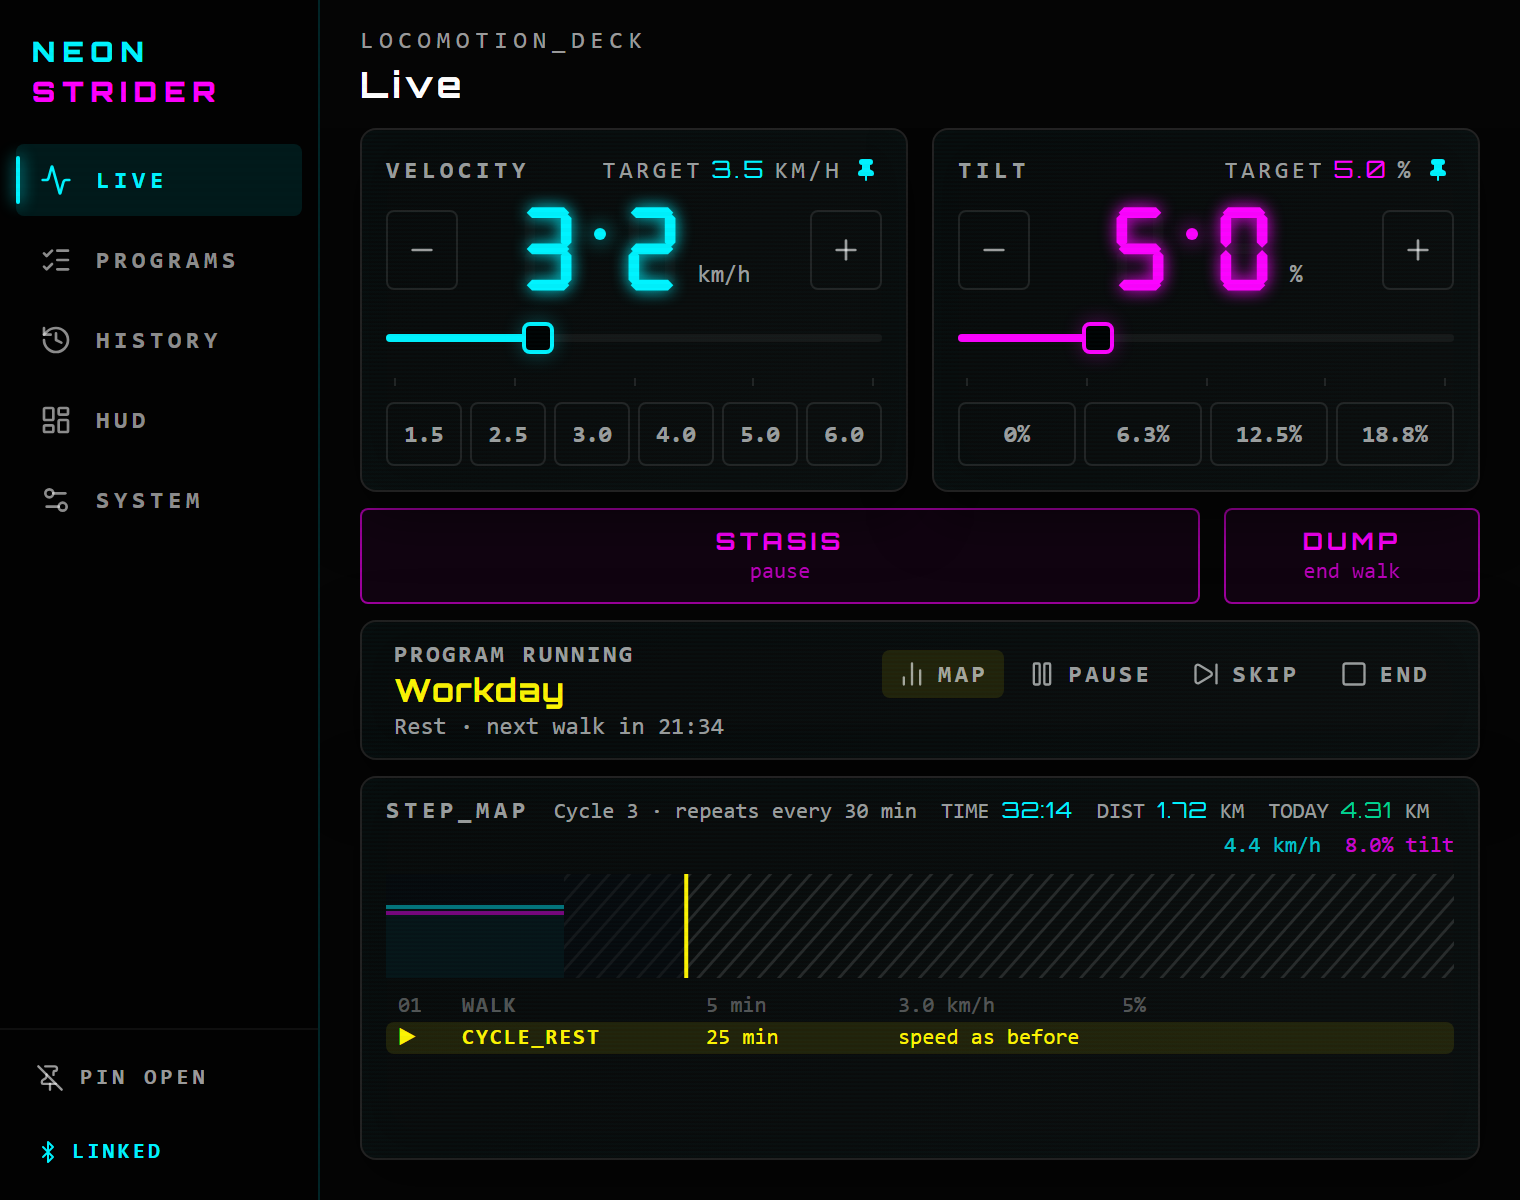 NEON
STRIDER
LIVE
PROGRAMS
HISTORY
HUD
SYSTEM
PIN OPEN
LINKED
LOCOMOTION_DECK
Live
VELOCITY TARGET 3.5 KM/H
3.2 km/h
1.5 2.5 3.0 4.0 5.0 6.0
TILT TARGET 5.0 %
5.0 %
0% 6.3% 12.5% 18.8%
STASIS
pause
DUMP
end walk
PROGRAM RUNNING
Workday
Rest · next walk in 21:34
MAP PAUSE SKIP END
STEP_MAP Cycle 3 · repeats every 30 min TIME 32:14 DIST 1.72 KM TODAY 4.31 KM
4.4 km/h 8.0% tilt
01 WALK 5 min 3.0 km/h 5%
CYCLE_REST 25 min speed as before